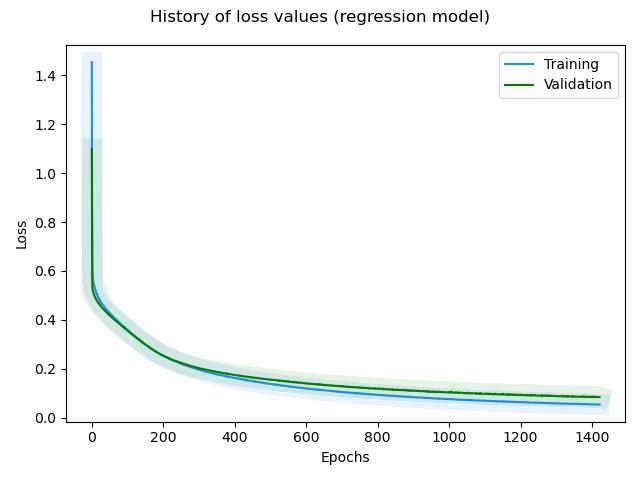 History of loss values (regression model)
Training
Validation
1.4
1.2
1.0
0.8
0.6
0.4
0.2
0.0
Loss
0 200 400 600 800 1000 1200 1400
Epochs